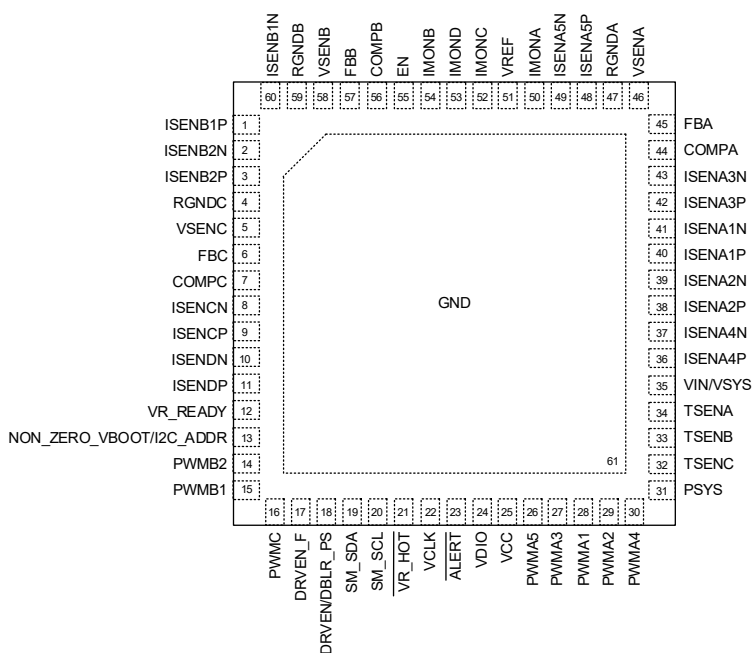 ISENB1N
RGNDB
VSENB
FBB
COMPB
EN
IMONB
IMOND
IMONC
VREF
IMONA
ISENA5N
ISENA5P
RGNDA
VSENA
60 59 58 57 56 55 54 53 52 51 50 49 48 47 46
ISENB1P 1
ISENB2N 2
ISENB2P 3
RGNDC 4
VSENC 5
FBC 6
COMPC 7
ISENCN 8
ISENCP 9
ISENDN 10
ISENDP 11
VR_READY 12
NON_ZERO_VBOOT/I2C_ADDR 13
PWMB2 14
PWMB1 15
GND
61
45 FBA
44 COMPA
43 ISENA3N
42 ISENA3P
41 ISENA1N
40 ISENA1P
39 ISENA2N
38 ISENA2P
37 ISENA4N
36 ISENA4P
35 VIN/VSYS
34 TSENA
33 TSENB
32 TSENC
31 PSYS
16 17 18 19 20 21 22 23 24 25 26 27 28 29 30
PWMC
DRVEN_F
DRVEN/DBLR_PS
SM_SDA
SM_SCL
VR_HOT
VCLK
ALERT
VDIO
VCC
PWMA5
PWMA3
PWMA1
PWMA2
PWMA4